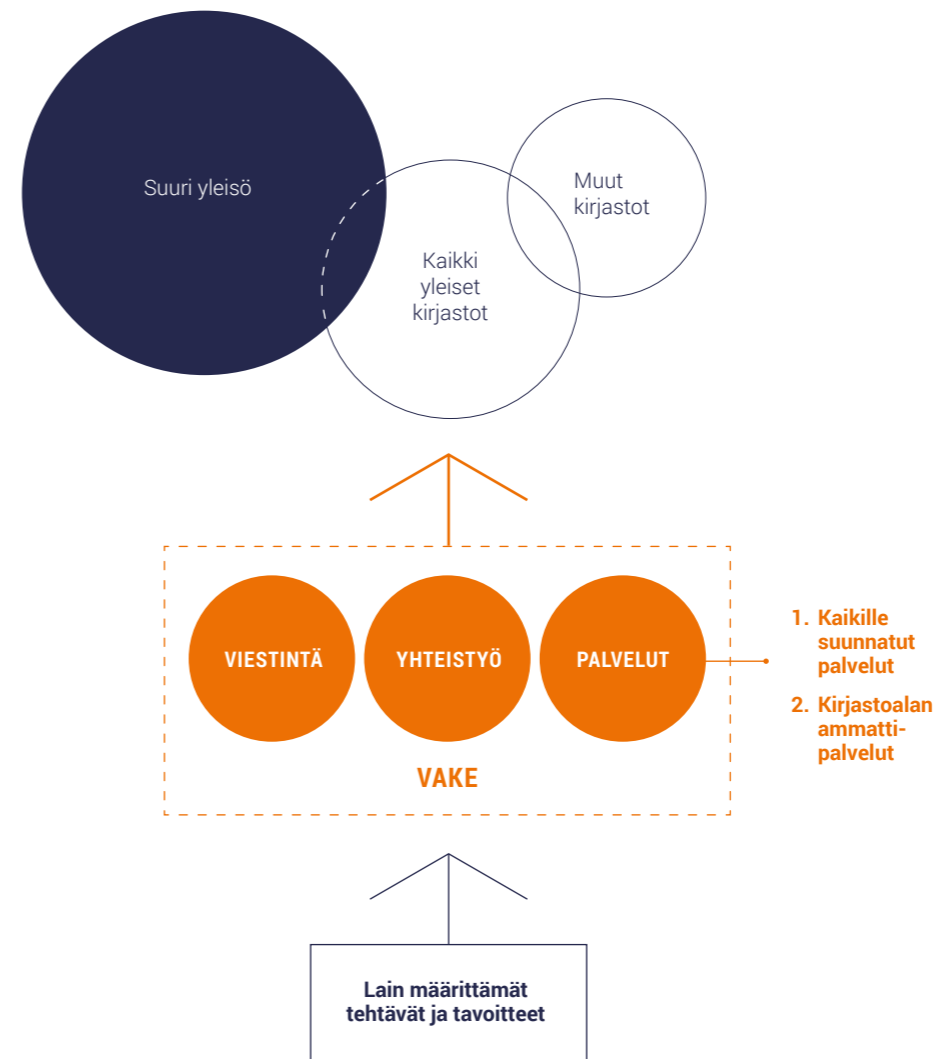 Suuri yleisö
Muut
kirjastot
Kaikki
yleiset
kirjastot
VIESTINTÄ
YHTEISTYÖ
PALVELUT
VAKE
1. Kaikille
suunnatut
palvelut
2. Kirjastoalan
ammatti-
palvelut
Lain määrittämät
tehtävät ja tavoitteet